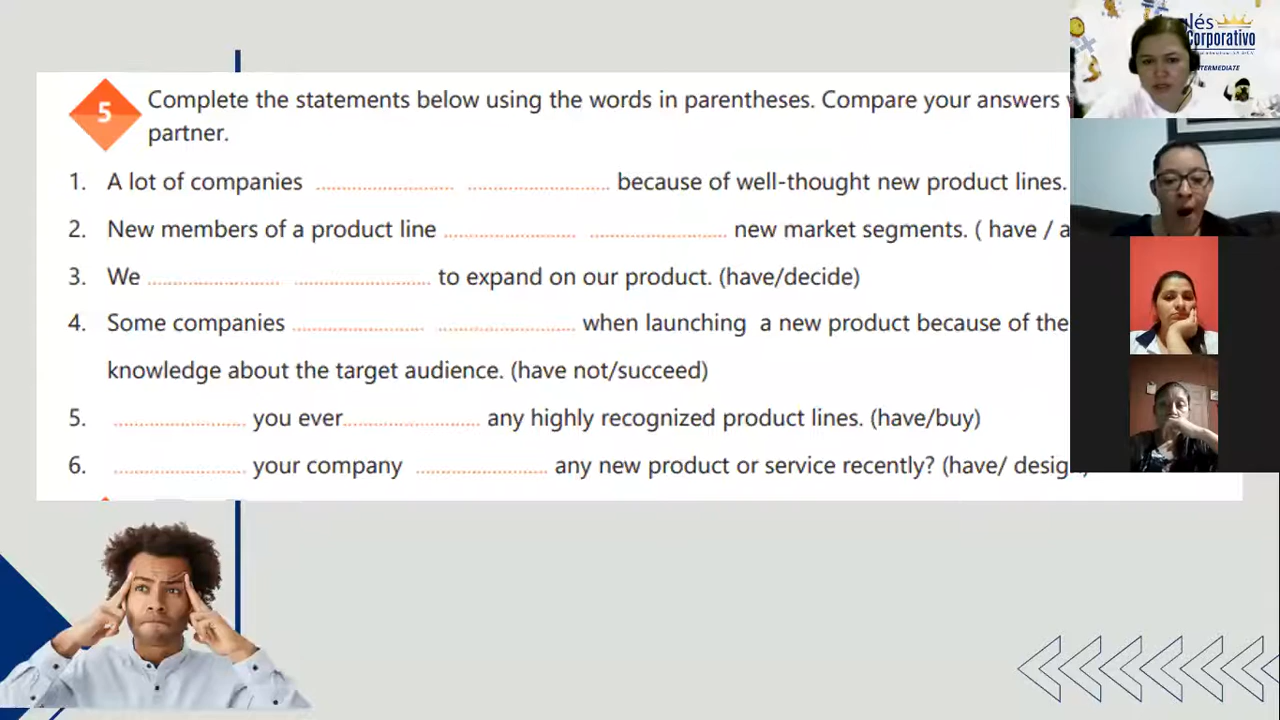 5
Complete the statements below using the words in parentheses. Compare your answers
partner.
1. A lot of companies ........................ ........................ because of well-thought new product lines.
2. New members of a product line ........................ ........................ new market segments. ( have / a
3. We ........................ ........................ to expand on our product. (have/decide)
4. Some companies ........................ ........................ when launching a new product because of the
knowledge about the target audience. (have not/succeed)
5. ........................ you ever........................ any highly recognized product lines. (have/buy)
6. ........................ your company ........................ any new product or service recently? (have/ design
lés
Corporativo
INTERMEDIATE